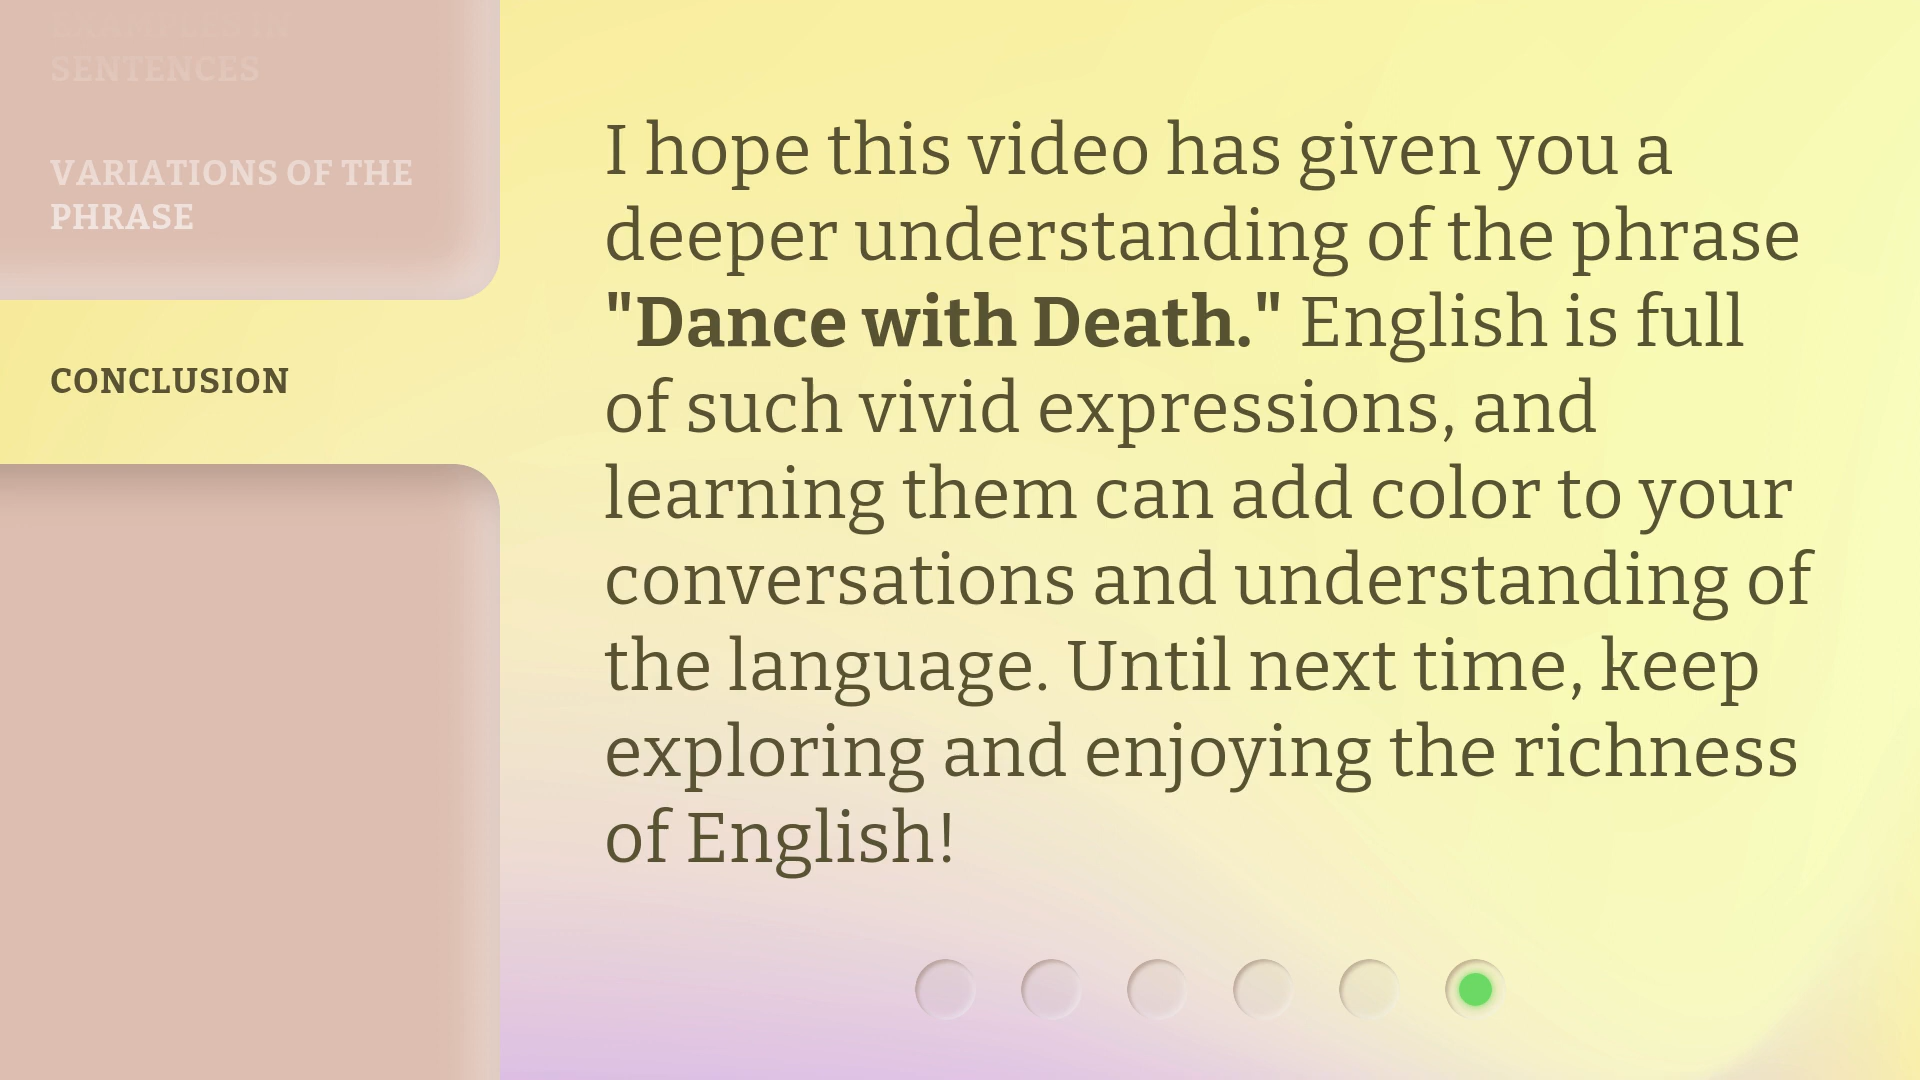 EXAMPLES IN
SENTENCES
VARIATIONS OF THE
PHRASE
CONCLUSION
I hope this video has given you a
deeper understanding of the phrase
"Dance with Death." English is full
of such vivid expressions, and
learning them can add color to your
conversations and understanding of
the language. Until next time, keep
exploring and enjoying the richness
of English!